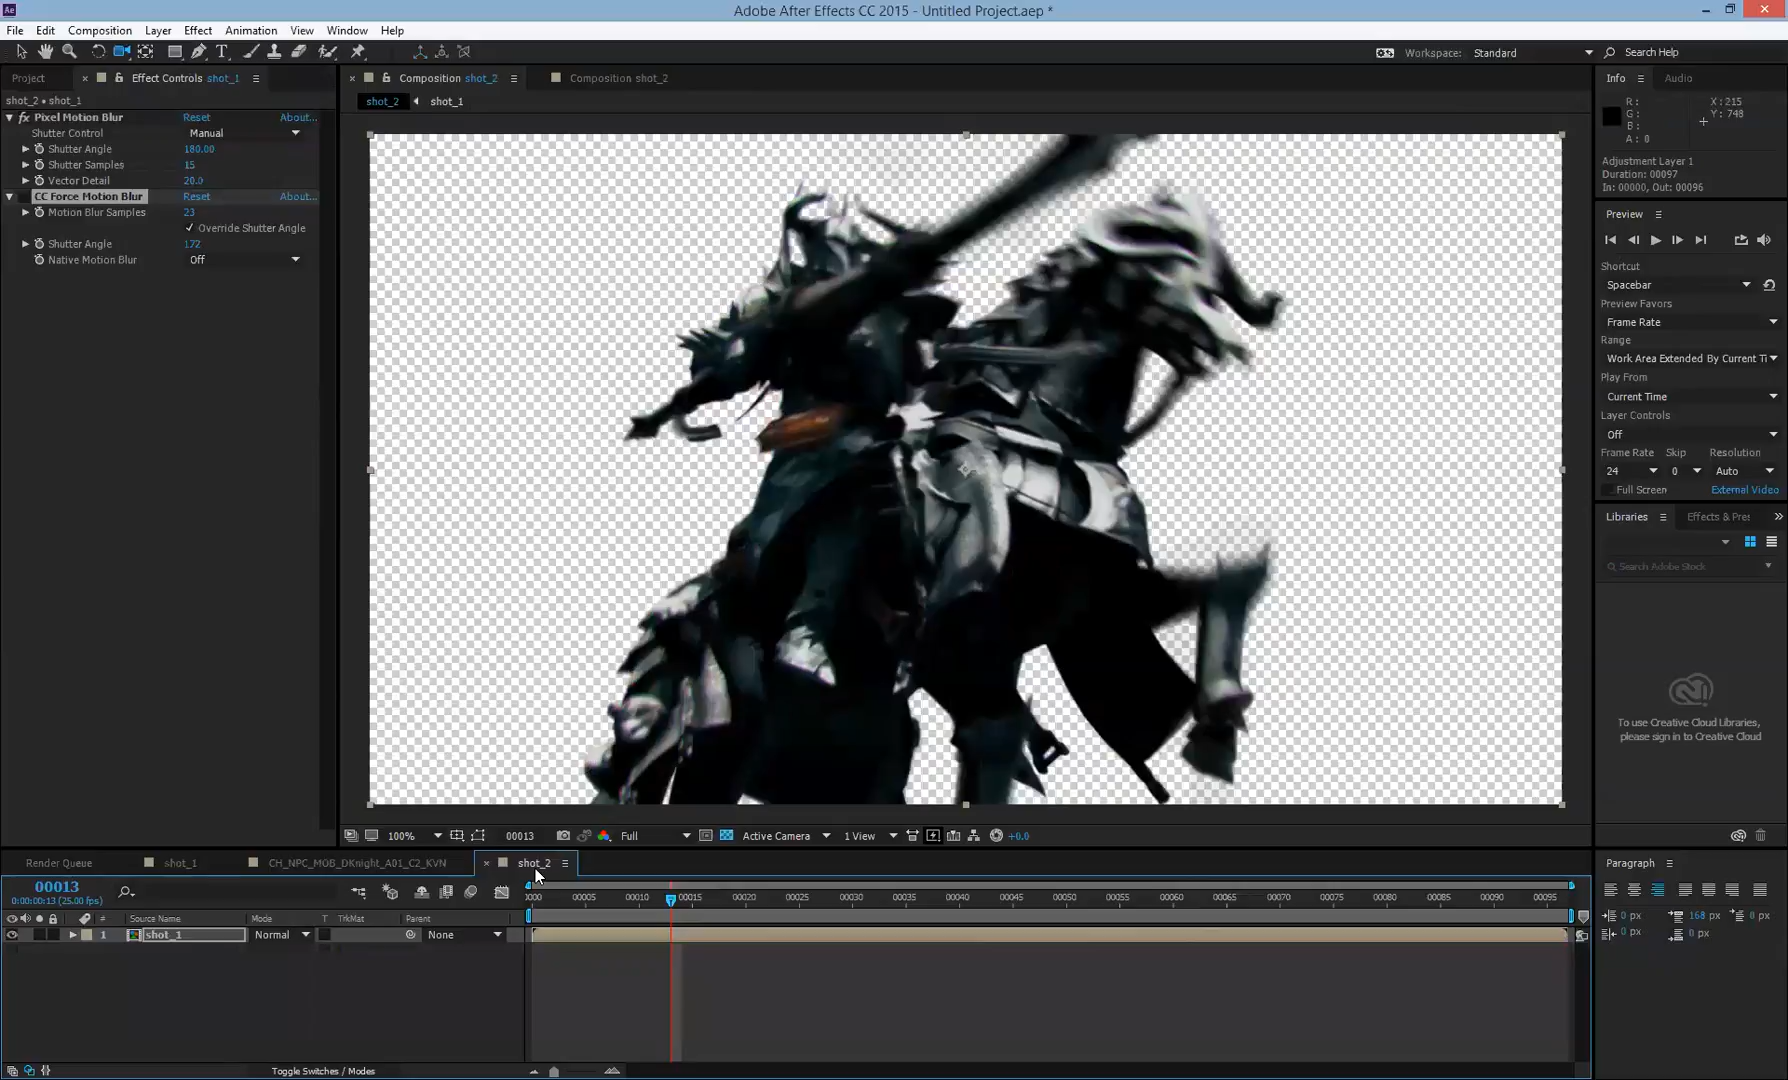 Ae
Adobe After Effects CC 2015 - Untitled Project.aep *
File Edit Composition Layer Effect Animation View Window Help
Workspace: Standard Search Help
Project Effect Controls shot_1 Composition shot_2 Composition shot_2 Info Audio
shot_2 • shot_1 shot_2 shot_1
fx Pixel Motion Blur Reset About...
Shutter Control Manual
Shutter Angle 180.00
Shutter Samples 15
Vector Detail 20.0
CC Force Motion Blur Reset About...
Motion Blur Samples 23
Override Shutter Angle
Shutter Angle 172
Native Motion Blur Off
R: X: 215
G: Y: 748
B:
A: 0
Adjustment Layer 1
Duration: 00097
In: 00000, Out: 00096
Preview
Shortcut
Spacebar
Preview Favors
Frame Rate
Range
Work Area Extended By Current Ti
Play From
Current Time
Layer Controls
Off
Frame Rate Skip Resolution
24 0 Auto
Full Screen External Video
Libraries Effects & Pres
Search Adobe Stock
To use Creative Cloud Libraries,
please sign in to Creative Cloud
100% 00013 Full Active Camera 1 View +0.0
Render Queue shot_1 CH_NPC_MOB_DKnight_A01_C2_KVN shot_2
00013
0:00:00:13 (25.00 fps)
0000 00005 00010 00015 00020 00025 00030 00035 00040 00045 00050 00055 00060 00065 00070 00075 00080 00085 00090 00095
# Source Name Mode T TrkMat Parent
1 shot_1 Normal None
Toggle Switches / Modes
Paragraph
0 px 168 px 0 px
0 px 0 px